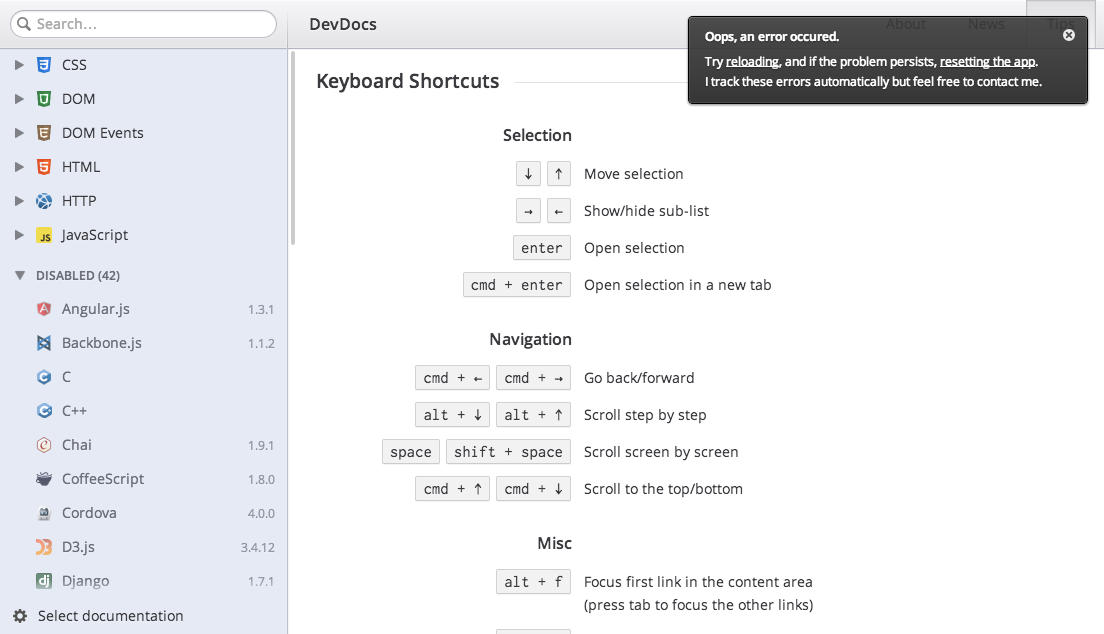 Search...
DevDocs
About
News
Tips
Oops, an error occured.
Try reloading, and if the problem persists, resetting the app.
I track these errors automatically but feel free to contact me.
CSS
DOM
DOM Events
HTML
HTTP
JS JavaScript
DISABLED (42)
Angular.js 1.3.1
Backbone.js 1.1.2
C
C++
Chai 1.9.1
CoffeeScript 1.8.0
Cordova 4.0.0
D3.js 3.4.12
dj Django 1.7.1
Select documentation
Keyboard Shortcuts
Selection
↓ ↑ Move selection
→ ← Show/hide sub-list
enter Open selection
cmd + enter Open selection in a new tab
Navigation
cmd + ← cmd + → Go back/forward
alt + ↓ alt + ↑ Scroll step by step
space shift + space Scroll screen by screen
cmd + ↑ cmd + ↓ Scroll to the top/bottom
Misc
alt + f Focus first link in the content area
(press tab to focus the other links)